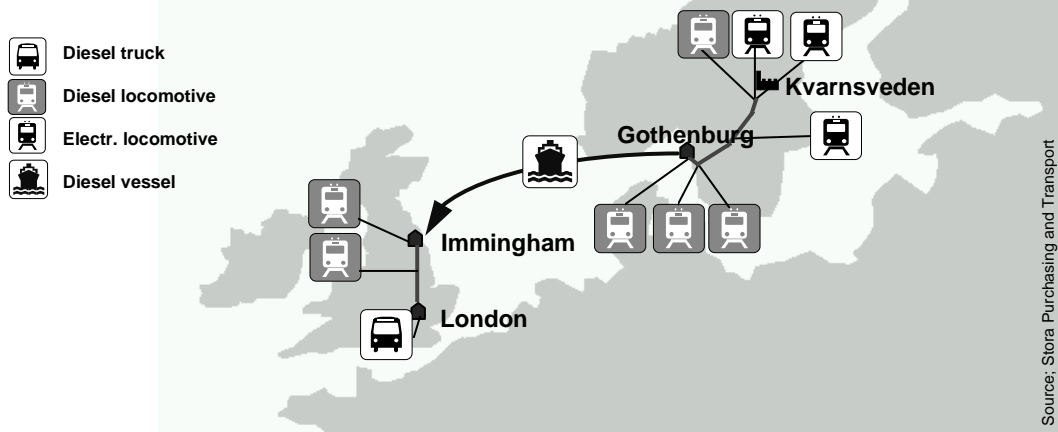 Diesel truck
Diesel locomotive
Electr. locomotive
Diesel vessel
Kvarnsveden
Gothenburg
Immingham
London
Source; Stora Purchasing and Transport